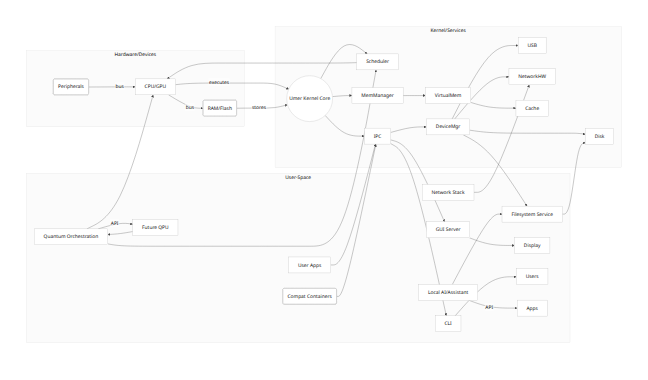 Kernel/Services
Hardware/Devices
Peripherals
bus
CPU/GPU
executes
bus
RAM/Flash
stores
Umer Kernel Core
Scheduler
MemManager
VirtualMem
DeviceMgr
IPC
USB
NetworkHW
Cache
Disk
User-Space
Network Stack
Filesystem Service
GUI Server
Display
Quantum Orchestration
API
Future QPU
User Apps
Compat Containers
Local AI/Assistant
Users
API
Apps
CLI